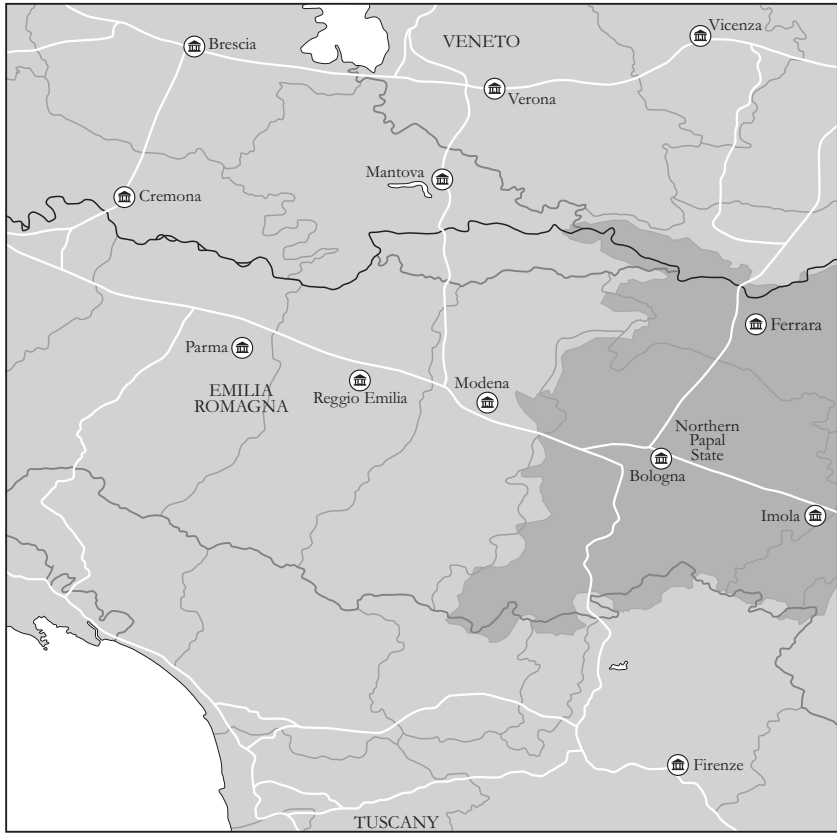 Vicenza
Brescia
VENETO
Verona
Mantova
Cremona
Ferrara
Parma
EMILIA
ROMAGNA
Reggio Emilia
Modena
Northern
Papal
State
Bologna
Imola
Firenze
TUSCANY